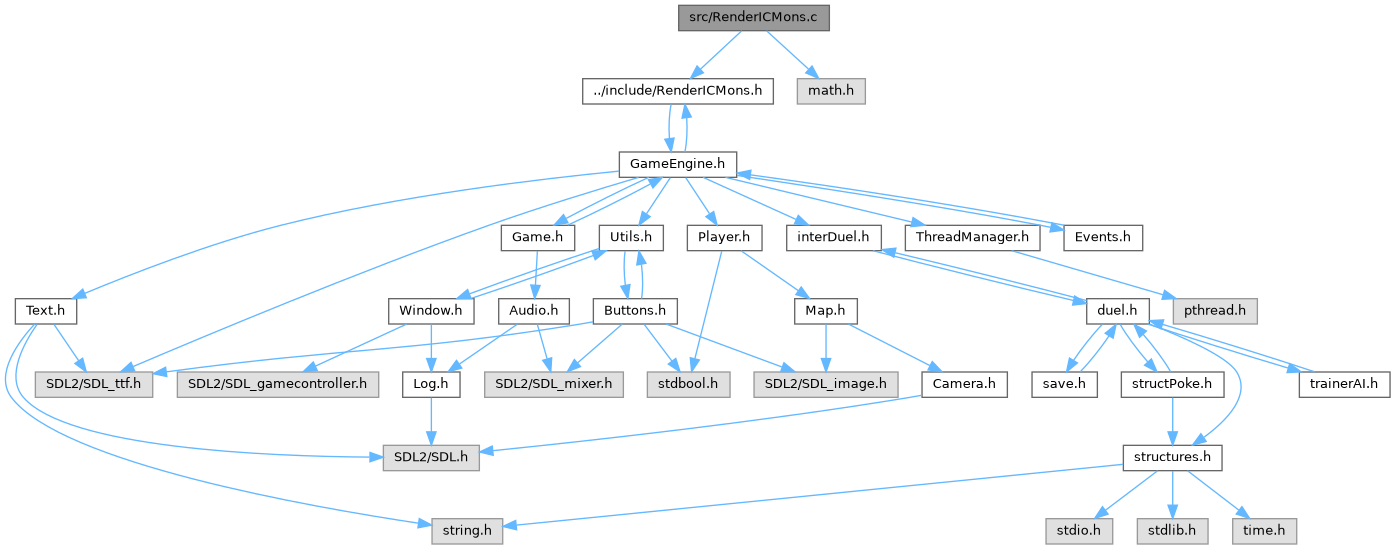 src/RenderICMons.c
../include/RenderICMons.h
math.h
GameEngine.h
Game.h
Utils.h
Player.h
interDuel.h
ThreadManager.h
Events.h
Text.h
Window.h
Audio.h
Buttons.h
Map.h
duel.h
pthread.h
SDL2/SDL_ttf.h
SDL2/SDL_gamecontroller.h
Log.h
SDL2/SDL_mixer.h
stdbool.h
SDL2/SDL_image.h
Camera.h
save.h
structPoke.h
trainerAI.h
SDL2/SDL.h
structures.h
string.h
stdio.h
stdlib.h
time.h